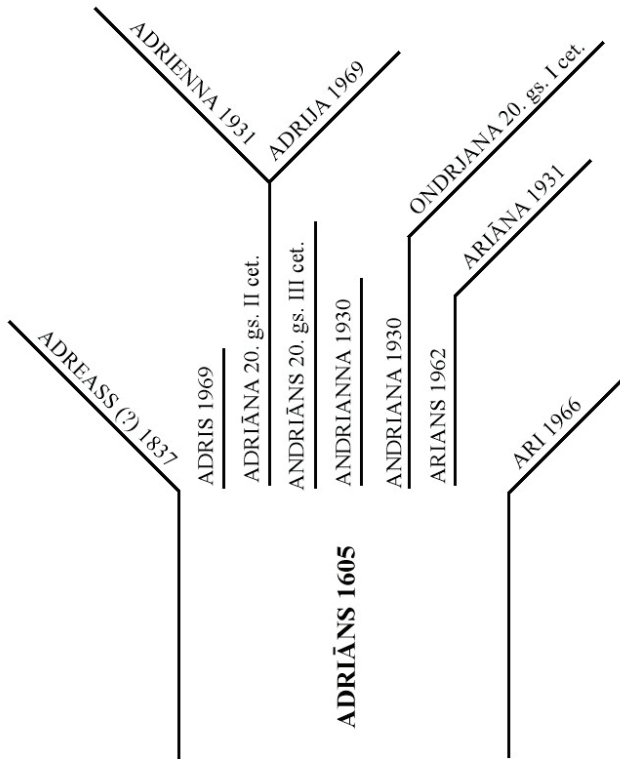 ADRIENNA 1931
ADRIJA 1969
ONDRJANA 20. gs. I cet.
ARIĀNA 1931
ADREASS (?) 1837
ADRIS 1969
ADRIĀNA 20. gs. II cet.
ANDRIĀNS 20. gs. III cet.
ANDRIANNA 1930
ANDRIANA 1930
ARIANS 1962
ARI 1966
ADRIĀNS 1605